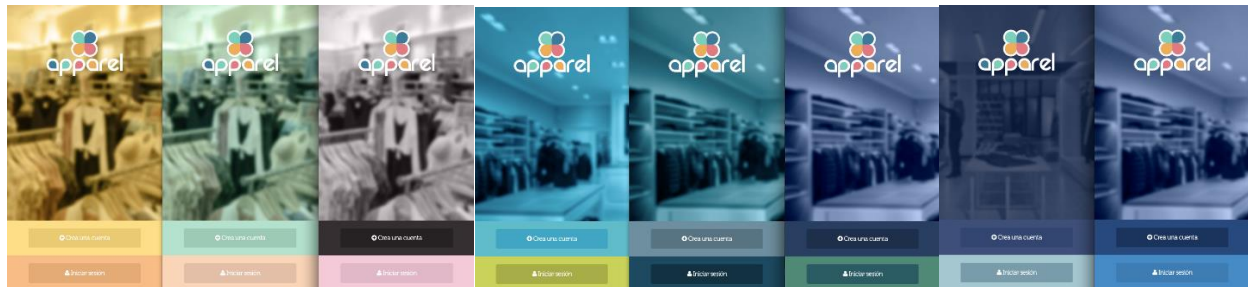 apparel apparel apparel apparel apparel apparel apparel apparel
Crea una cuenta Crea una cuenta Crea una cuenta Crea una cuenta Crea una cuenta Crea una cuenta Crea una cuenta Crea una cuenta
Iniciar sesión Iniciar sesión Iniciar sesión Iniciar sesión Iniciar sesión Iniciar sesión Iniciar sesión Iniciar sesión